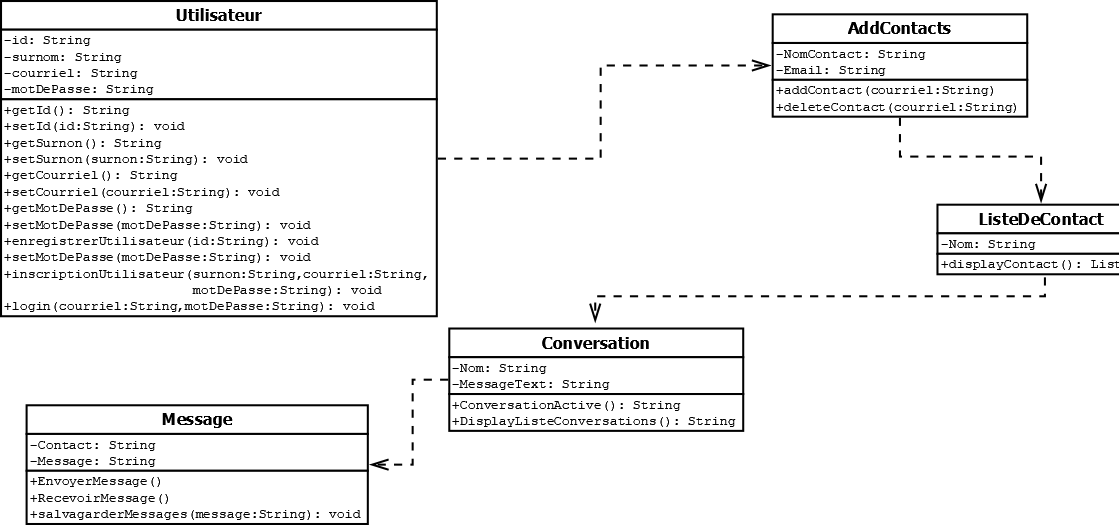 Utilisateur
-id: String
-surnom: String
-courriel: String
-motDePasse: String
+getId(): String
+setId(id:String): void
+getSurnon(): String
+setSurnon(surnon:String): void
+getCourriel(): String
+setCourriel(courriel:String): void
+getMotDePasse(): String
+setMotDePasse(motDePasse:String): void
+enregistrerUtilisateur(id:String): void
+setMotDePasse(motDePasse:String): void
+inscriptionUtilisateur(surnon:String,courriel:String,
motDePasse:String): void
+login(courriel:String,motDePasse:String): void
AddContacts
-NomContact: String
-Email: String
+addContact(courriel:String)
+deleteContact(courriel:String)
ListeDeContact
-Nom: String
+displayContact(): List
Conversation
-Nom: String
-MessageText: String
+ConversationActive(): String
+DisplayListeConversations(): String
Message
-Contact: String
-Message: String
+EnvoyerMessage()
+RecevoirMessage()
+salvagarderMessages(message:String): void